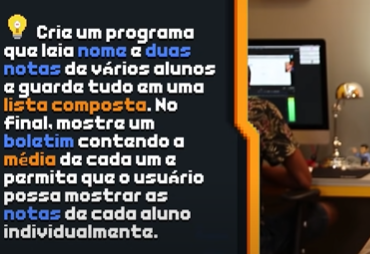 Crie um programa
que leia nome e duas
notas de vários alunos
e guarde tudo em uma
lista composta. No
final, mostre um
boletim contendo a
média de cada um e
permita que o usuário
possa mostrar as
notas de cada aluno
individualmente.